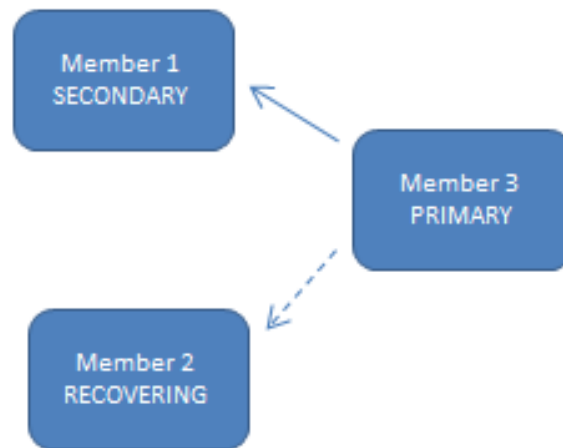 Member 1
SECONDARY
Member 3
PRIMARY
Member 2
RECOVERING